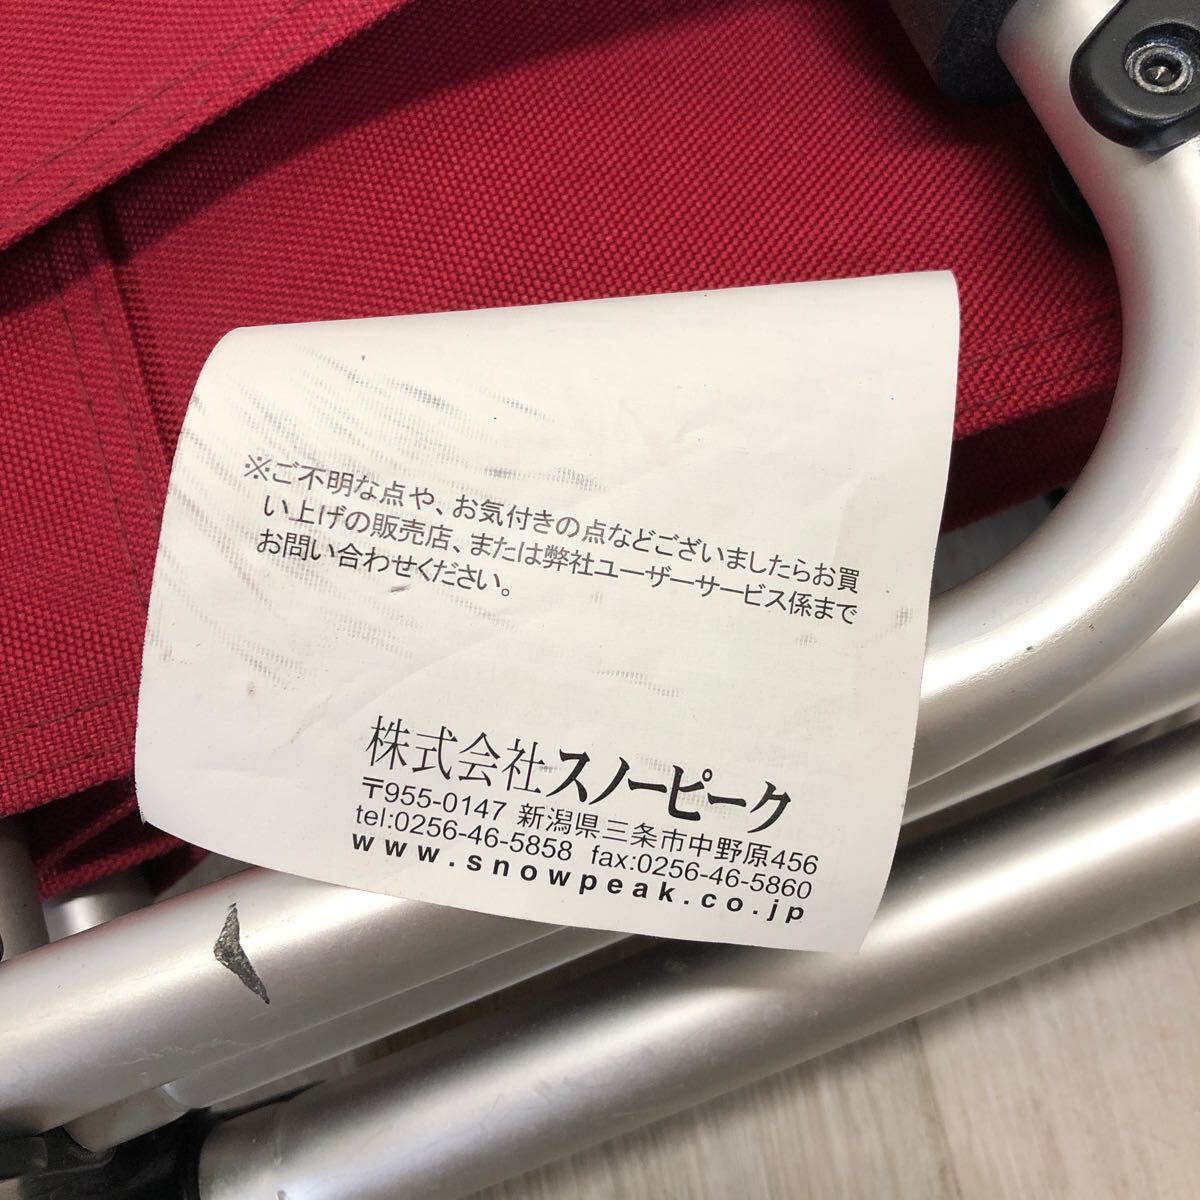 ※ご不明な点や、お気付きの点などございましたらお買
い上げの販売店、または弊社ユーザーサービス係まで
お問い合わせください。
株式会社スノーピーク
〒955-0147 新潟県三条市中野原456
tel:0256-46-5858 fax:0256-46-5860
www.snowpeak.co.jp